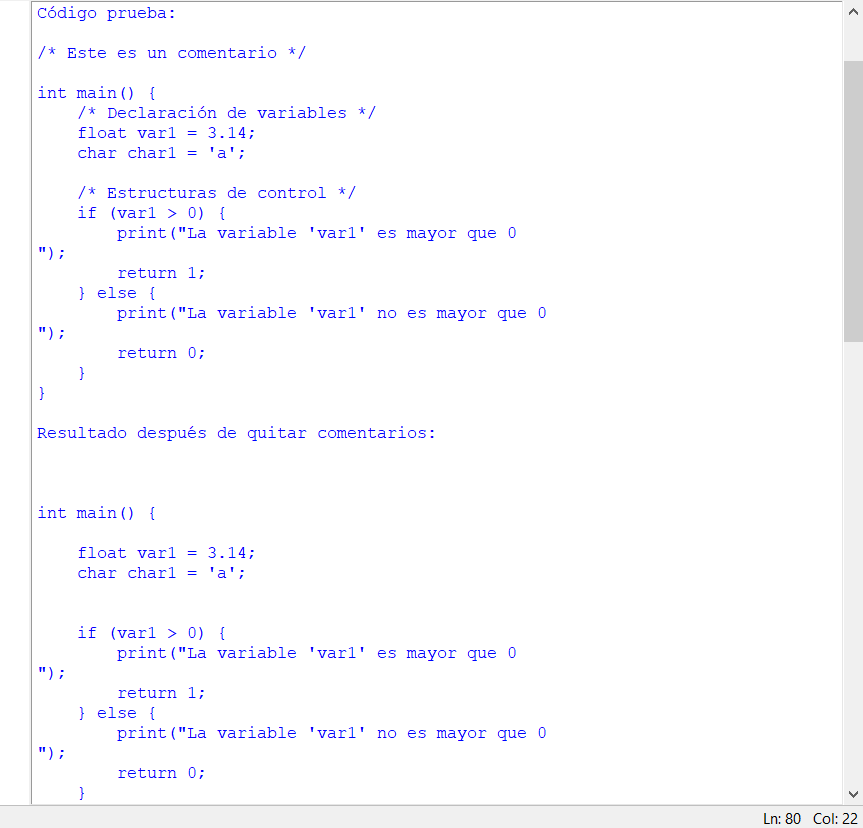 Código prueba:

/* Este es un comentario */

int main() {
    /* Declaración de variables */
    float var1 = 3.14;
    char char1 = 'a';

    /* Estructuras de control */
    if (var1 > 0) {
        print("La variable 'var1' es mayor que 0
");
        return 1;
    } else {
        print("La variable 'var1' no es mayor que 0
");
        return 0;
    }
}

Resultado después de quitar comentarios:



int main() {

    float var1 = 3.14;
    char char1 = 'a';


    if (var1 > 0) {
        print("La variable 'var1' es mayor que 0
");
        return 1;
    } else {
        print("La variable 'var1' no es mayor que 0
");
        return 0;
    }
Ln: 80 Col: 22